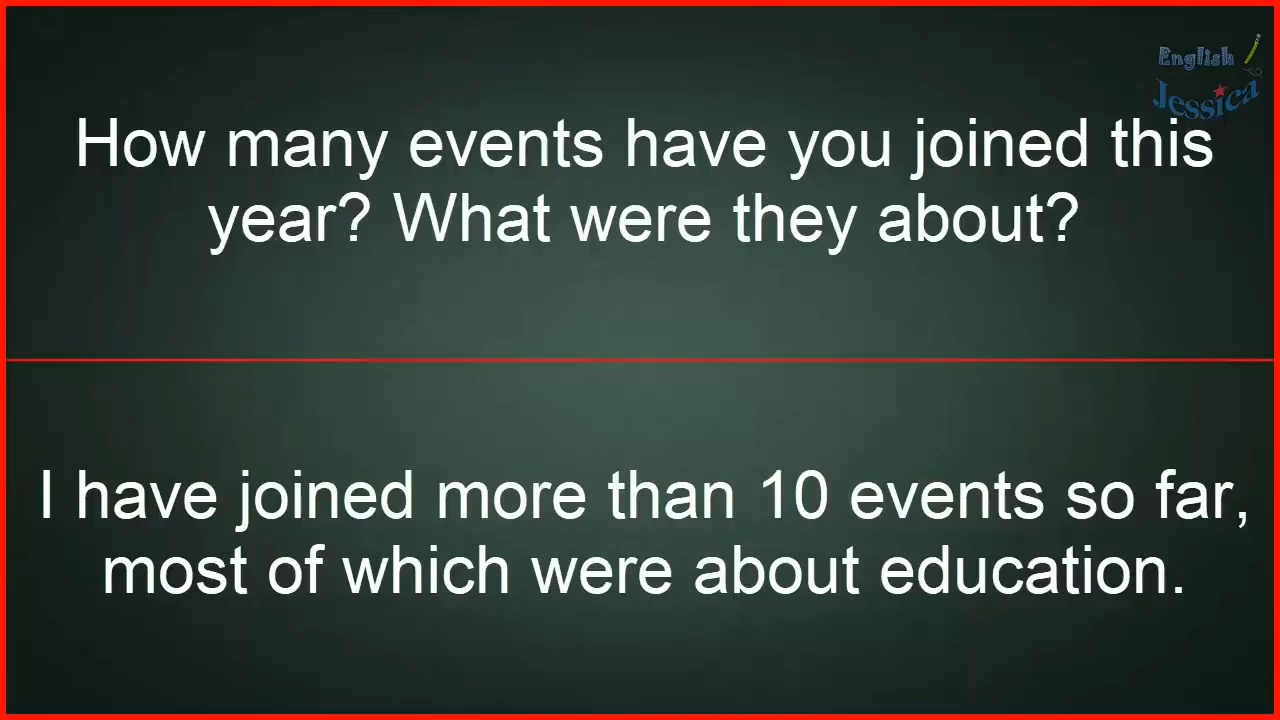 English
Jessica
How many events have you joined this
year? What were they about?
I have joined more than 10 events so far,
most of which were about education.